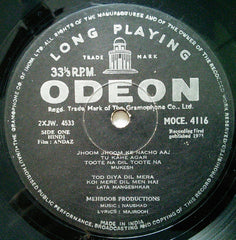 LONG PLAYING
TRADE MARK
33⅓ R.P.M.
ODEON
Regd. Trade Mark of The Gramophone Co., Ltd.
2XJW. 4533
MOCE. 4116
SIDE ONE
HINDI
Film : ANDAZ
Recording first
published 1971
JHOOM JHOOM KE NACHO AAJ
TU KAHE AGAR
TOOTE NA DIL TOOTE NA
MUKESH
TOD DIYA DIL MERA
KOI MERE DIL MEN HAI
LATA MANGESHKAR
MEHBOOB PRODUCTIONS
MUSIC : NAUSHAD
LYRICS : MAJROOH